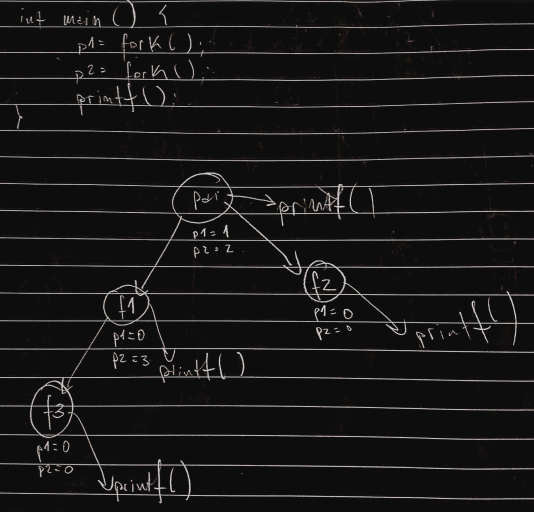 int main () {
p1 = fork();
p2 = fork();
printf();
}
pai
printf()
p1 = 1
p2 = 2
f1
f2
p1=0
p2=0
printf()
p1=0
p2=3
printf()
f3
p1=0
p2=0
printf()